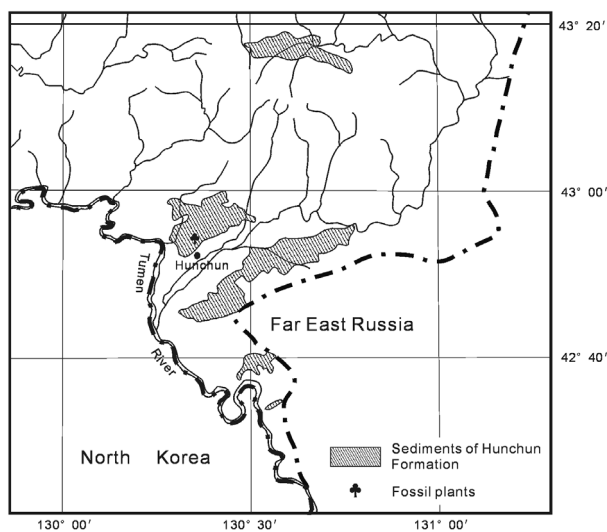 43° 20′
43° 00′
Hunchun
Tumen
River
Far East Russia
42° 40′
North Korea
Sediments of Hunchun
Formation
Fossil plants
130° 00′
130° 30′
131° 00′